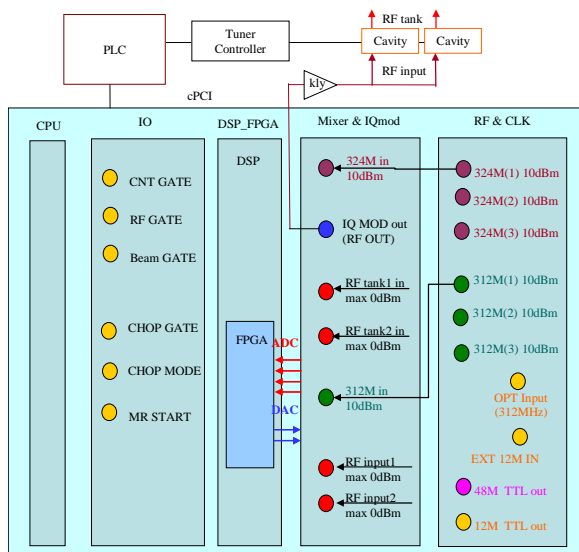 RF tank
PLC
Tuner
Controller
Cavity
Cavity
kly
RF input
cPCI
CPU
IO
DSP_FPGA
Mixer & IQmod
RF & CLK
CNT GATE
RF GATE
Beam GATE
CHOP GATE
CHOP MODE
MR START
DSP
FPGA
ADC
DAC
324M in
10dBm
IQ MOD out
(RF OUT)
RF tank1 in
max 0dBm
RF tank2 in
max 0dBm
312M in
10dBm
RF input1
max 0dBm
RF input2
max 0dBm
324M(1) 10dBm
324M(2) 10dBm
324M(3) 10dBm
312M(1) 10dBm
312M(2) 10dBm
312M(3) 10dBm
OPT Input
(312MHz)
EXT 12M IN
48M TTL out
12M TTL out